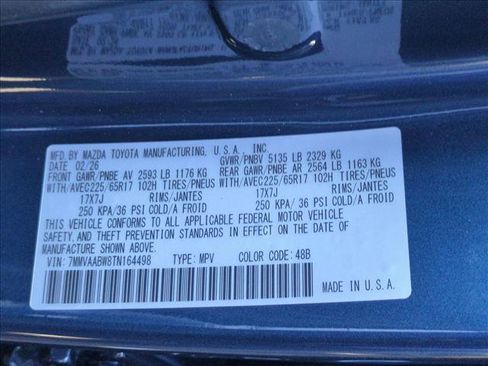 MFD. BY MAZDA TOYOTA MANUFACTURING, U.S.A., INC.
DATE 02/26 GVWR/PNBV 5135 LB 2329 KG
FRONT GAWR/PNBE AV 2593 LB 1176 KG REAR GAWR/PNBE AR 2564 LB 1163 KG
WITH/AVEC225/65R17 102H TIRES/PNEUS WITH/AVEC225/65R17 102H TIRES/PNEUS
17X7J RIMS/JANTES 17X7J RIMS/JANTES
250 KPA/36 PSI COLD/A FROID 250 KPA/36 PSI COLD/A FROID
THIS VEHICLE CONFORMS TO ALL APPLICABLE FEDERAL MOTOR VEHICLE
SAFETY, AND THEFT PREVENTION STANDARDS IN EFFECT ON THE DATE OF
MANUFACTURE SHOWN ABOVE.
VIN: 7MMVAABW8TN164498 TYPE: MPV COLOR CODE: 48B
MADE IN U.S.A.